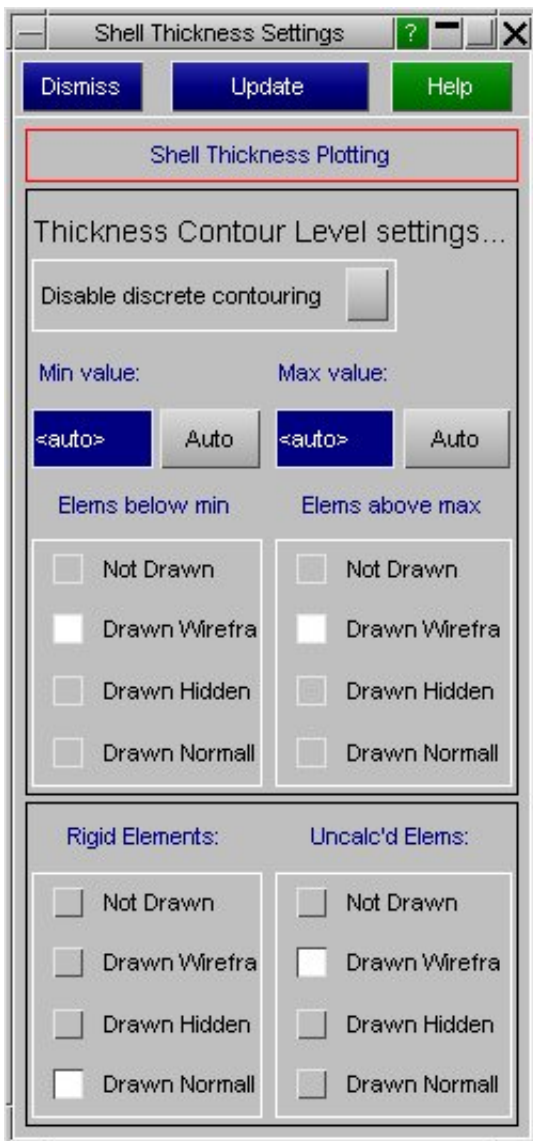 Shell Thickness Settings ?
Dismiss Update Help
Shell Thickness Plotting
Thickness Contour Level settings...
Disable discrete contouring
Min value: Max value:
<auto> Auto <auto> Auto
Elems below min Elems above max
Not Drawn Not Drawn
Drawn Wirefra Drawn Wirefra
Drawn Hidden Drawn Hidden
Drawn Normall Drawn Normall
Rigid Elements: Uncalc'd Elems:
Not Drawn Not Drawn
Drawn Wirefra Drawn Wirefra
Drawn Hidden Drawn Hidden
Drawn Normall Drawn Normall